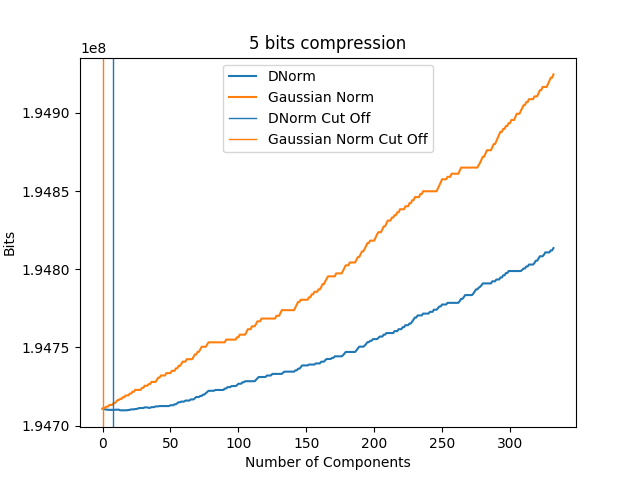 5 bits compression
1e8
DNorm
Gaussian Norm
DNorm Cut Off
Gaussian Norm Cut Off
1.9490
1.9485
1.9480
1.9475
1.9470
Bits
0 50 100 150 200 250 300
Number of Components